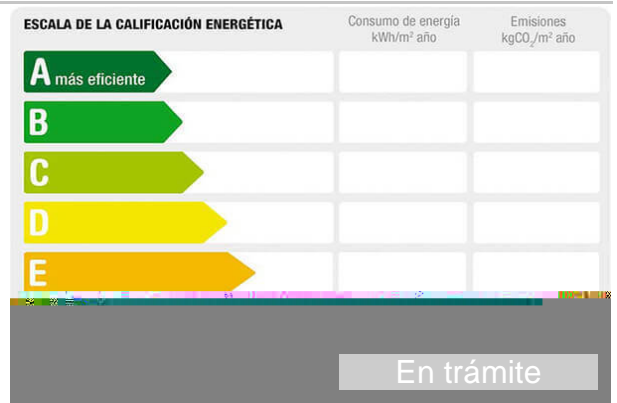 ESCALA DE LA CALIFICACIÓN ENERGÉTICA
Consumo de energía
kWh/m² año
Emisiones
kgCO₂/m² año
A más eficiente
B
C
D
E
En trámite